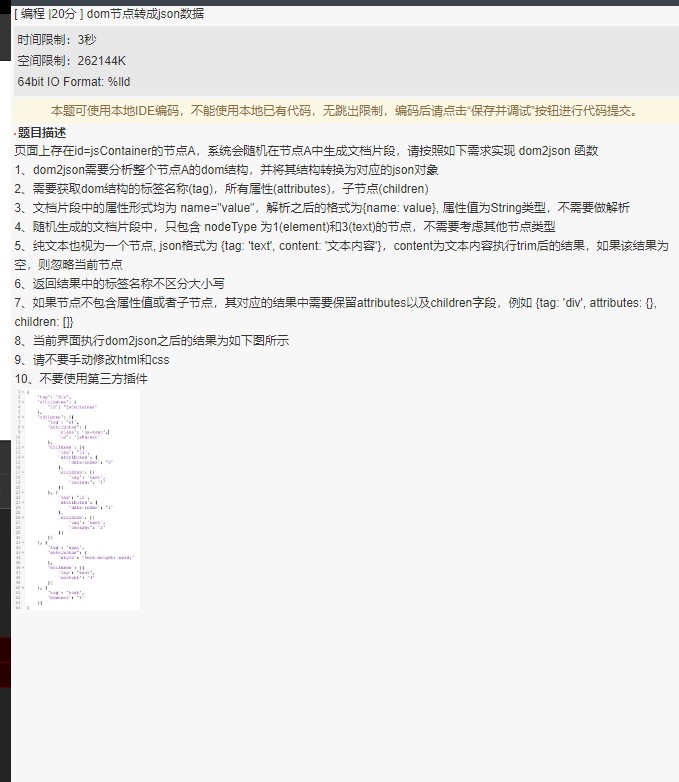 [ 编程 |20分 ] dom节点转成json数据
时间限制：3秒
空间限制：262144K
64bit IO Format: %lld
本题可使用本地IDE编码，不能使用本地已有代码，无跳出限制，编码后请点击“保存并调试”按钮进行代码提交。
题目描述
页面上存在id=jsContainer的节点A，系统会随机在节点A中生成文档片段，请按照如下需求实现 dom2json 函数
1、dom2json需要分析整个节点A的dom结构，并将其结构转换为对应的json对象
2、需要获取dom结构的标签名称(tag)，所有属性(attributes)，子节点(children)
3、文档片段中的属性形式均为 name="value"，解析之后的格式为{name: value}, 属性值为String类型，不需要做解析
4、随机生成的文档片段中，只包含 nodeType 为1(element)和3(text)的节点，不需要考虑其他节点类型
5、纯文本也视为一个节点, json格式为 {tag: 'text', content: '文本内容'}，content为文本内容执行trim后的结果，如果该结果为
空，则忽略当前节点
6、返回结果中的标签名称不区分大小写
7、如果节点不包含属性值或者子节点，其对应的结果中需要保留attributes以及children字段，例如 {tag: 'div', attributes: {},
children: []}
8、当前界面执行dom2json之后的结果为如下图所示
9、请不要手动修改html和css
10、不要使用第三方插件